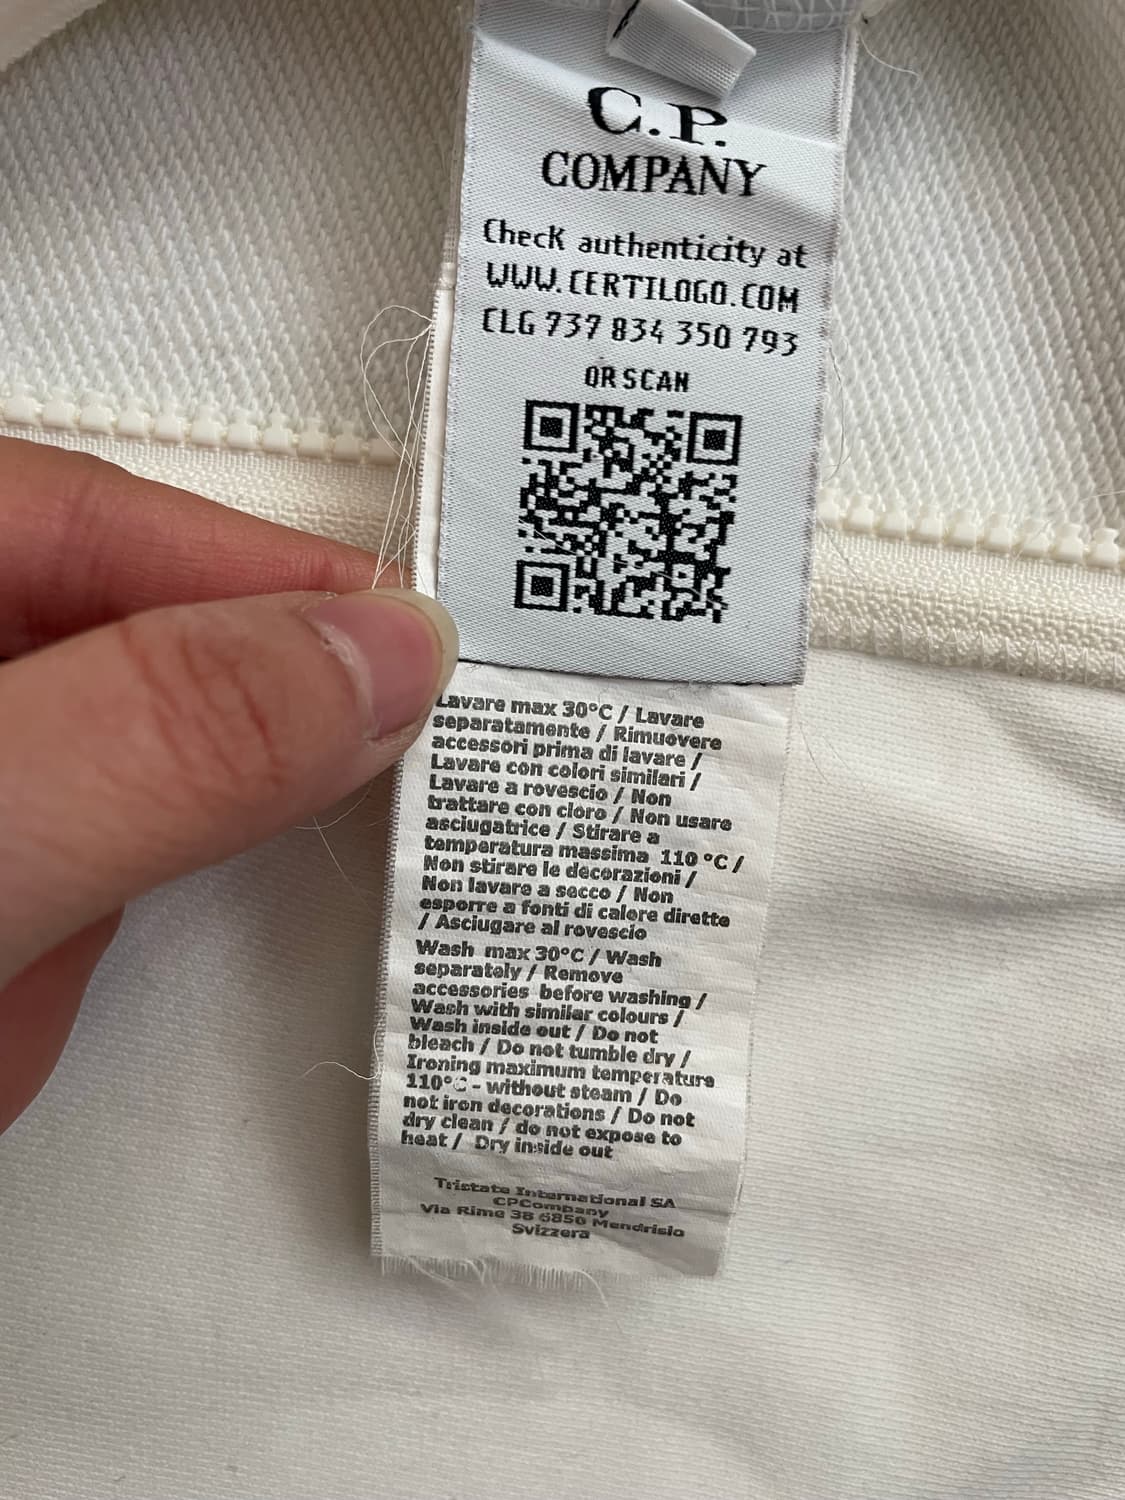 C.P.
COMPANY
Check authenticity at
WWW.CERTILOGO.COM
CLG 737 834 350 793
OR SCAN
Lavare max 30°C / Lavare
separatamente / Rimuovere
accessori prima di lavare /
Lavare con colori similari /
Lavare a rovescio / Non
trattare con cloro / Non usare
asciugatrice / Stirare a
temperatura massima 110 °C /
Non stirare le decorazioni /
Non lavare a secco / Non
esporre a fonti di calore dirette
/ Asciugare al rovescio
Wash max 30°C / Wash
separately / Remove
accessories before washing /
Wash with similar colours /
Wash inside out / Do not
bleach / Do not tumble dry /
Ironing maximum temperature
110°C - without steam / Do
not iron decorations / Do not
dry clean / do not expose to
heat / Dry inside out
Tristate International SA
CPCompany
Via Rime 38 6850 Mendrisio
Svizzera